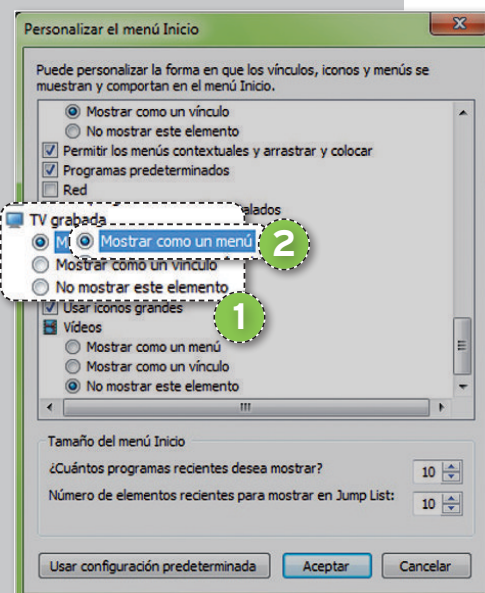 Personalizar el menú Inicio
Puede personalizar la forma en que los vínculos, iconos y menús se
muestran y comportan en el menú Inicio.
Mostrar como un vínculo
No mostrar este elemento
Permitir los menús contextuales y arrastrar y colocar
Programas predeterminados
Red
TV grabada
Mostrar como un menú
2
Mostrar como un vínculo
No mostrar este elemento
1
Usar iconos grandes
Vídeos
Mostrar como un menú
Mostrar como un vínculo
No mostrar este elemento
Tamaño del menú Inicio
¿Cuántos programas recientes desea mostrar? 10
Número de elementos recientes para mostrar en Jump List: 10
Usar configuración predeterminada Aceptar Cancelar